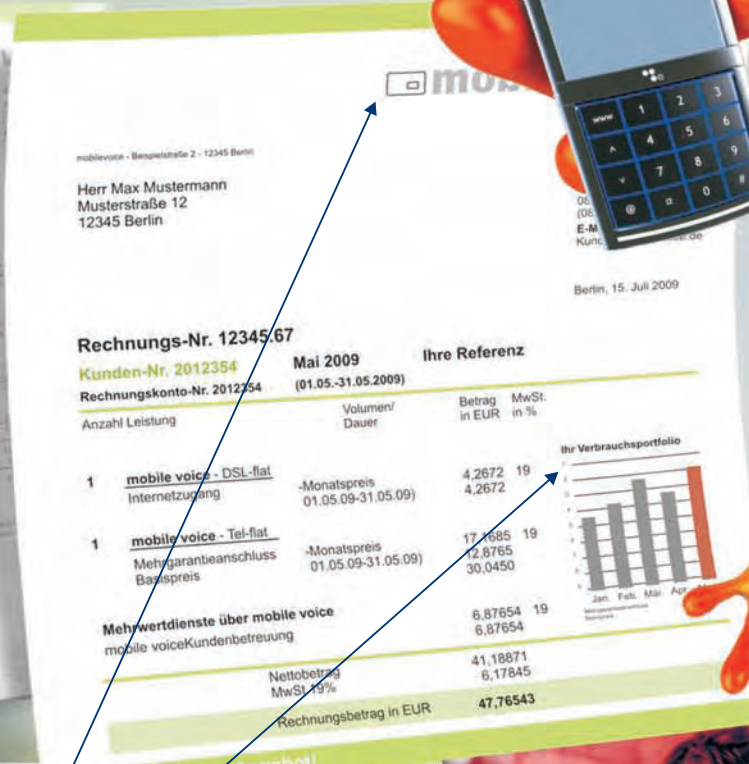 mobilevoice - Beispielstraße 2 - 12345 Berlin
Herr Max Mustermann
Musterstraße 12
12345 Berlin
www 1 2 3
4 5 6
7 8 9
@ 0 #
E-M
Berlin, 15. Juli 2009
Rechnungs-Nr. 12345.67
Kunden-Nr. 2012354 Mai 2009 Ihre Referenz
Rechnungskonto-Nr. 2012354 (01.05.-31.05.2009)
Anzahl Leistung Volumen/ Dauer Betrag in EUR MwSt. in %
Ihr Verbrauchsportfolio
1 mobile voice - DSL-flat 4,2672 19
Internetzugang -Monatspreis 4,2672
01.05.09-31.05.09)
1 mobile voice - Tel-flat 17,1685 19
Mehrgarantieanschluss -Monatspreis 12,8765
Basispreis 01.05.09-31.05.09) 30,0450
Jan. Feb. Mär. Apr.
Mehrwertdienste über mobile voice 6,87654 19
mobile voiceKundenbetreuung 6,87654
Nettobetrag 41,18871
MwSt 19% 6,17845
Rechnungsbetrag in EUR 47,76543